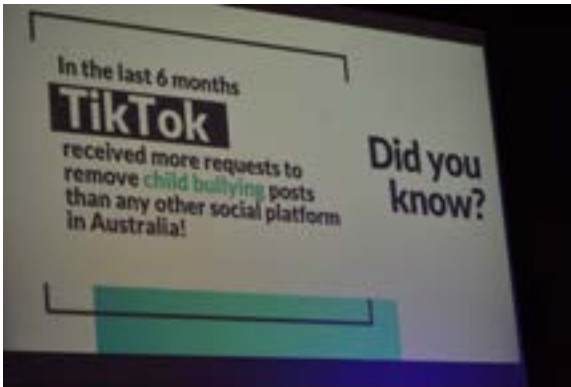 In the last 6 months
TikTok
received more requests to
remove child bullying posts
than any other social platform
in Australia!
Did you
know?